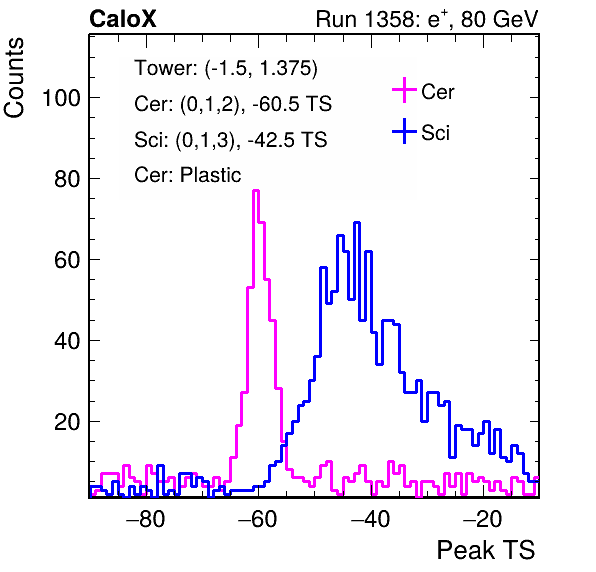 CaloX Run 1358: e⁺, 80 GeV
Counts
Tower: (-1.5, 1.375)
Cer: (0,1,2), -60.5 TS
Sci: (0,1,3), -42.5 TS
Cer: Plastic
Cer
Sci
100
80
60
40
20
−80 −60 −40 −20
Peak TS